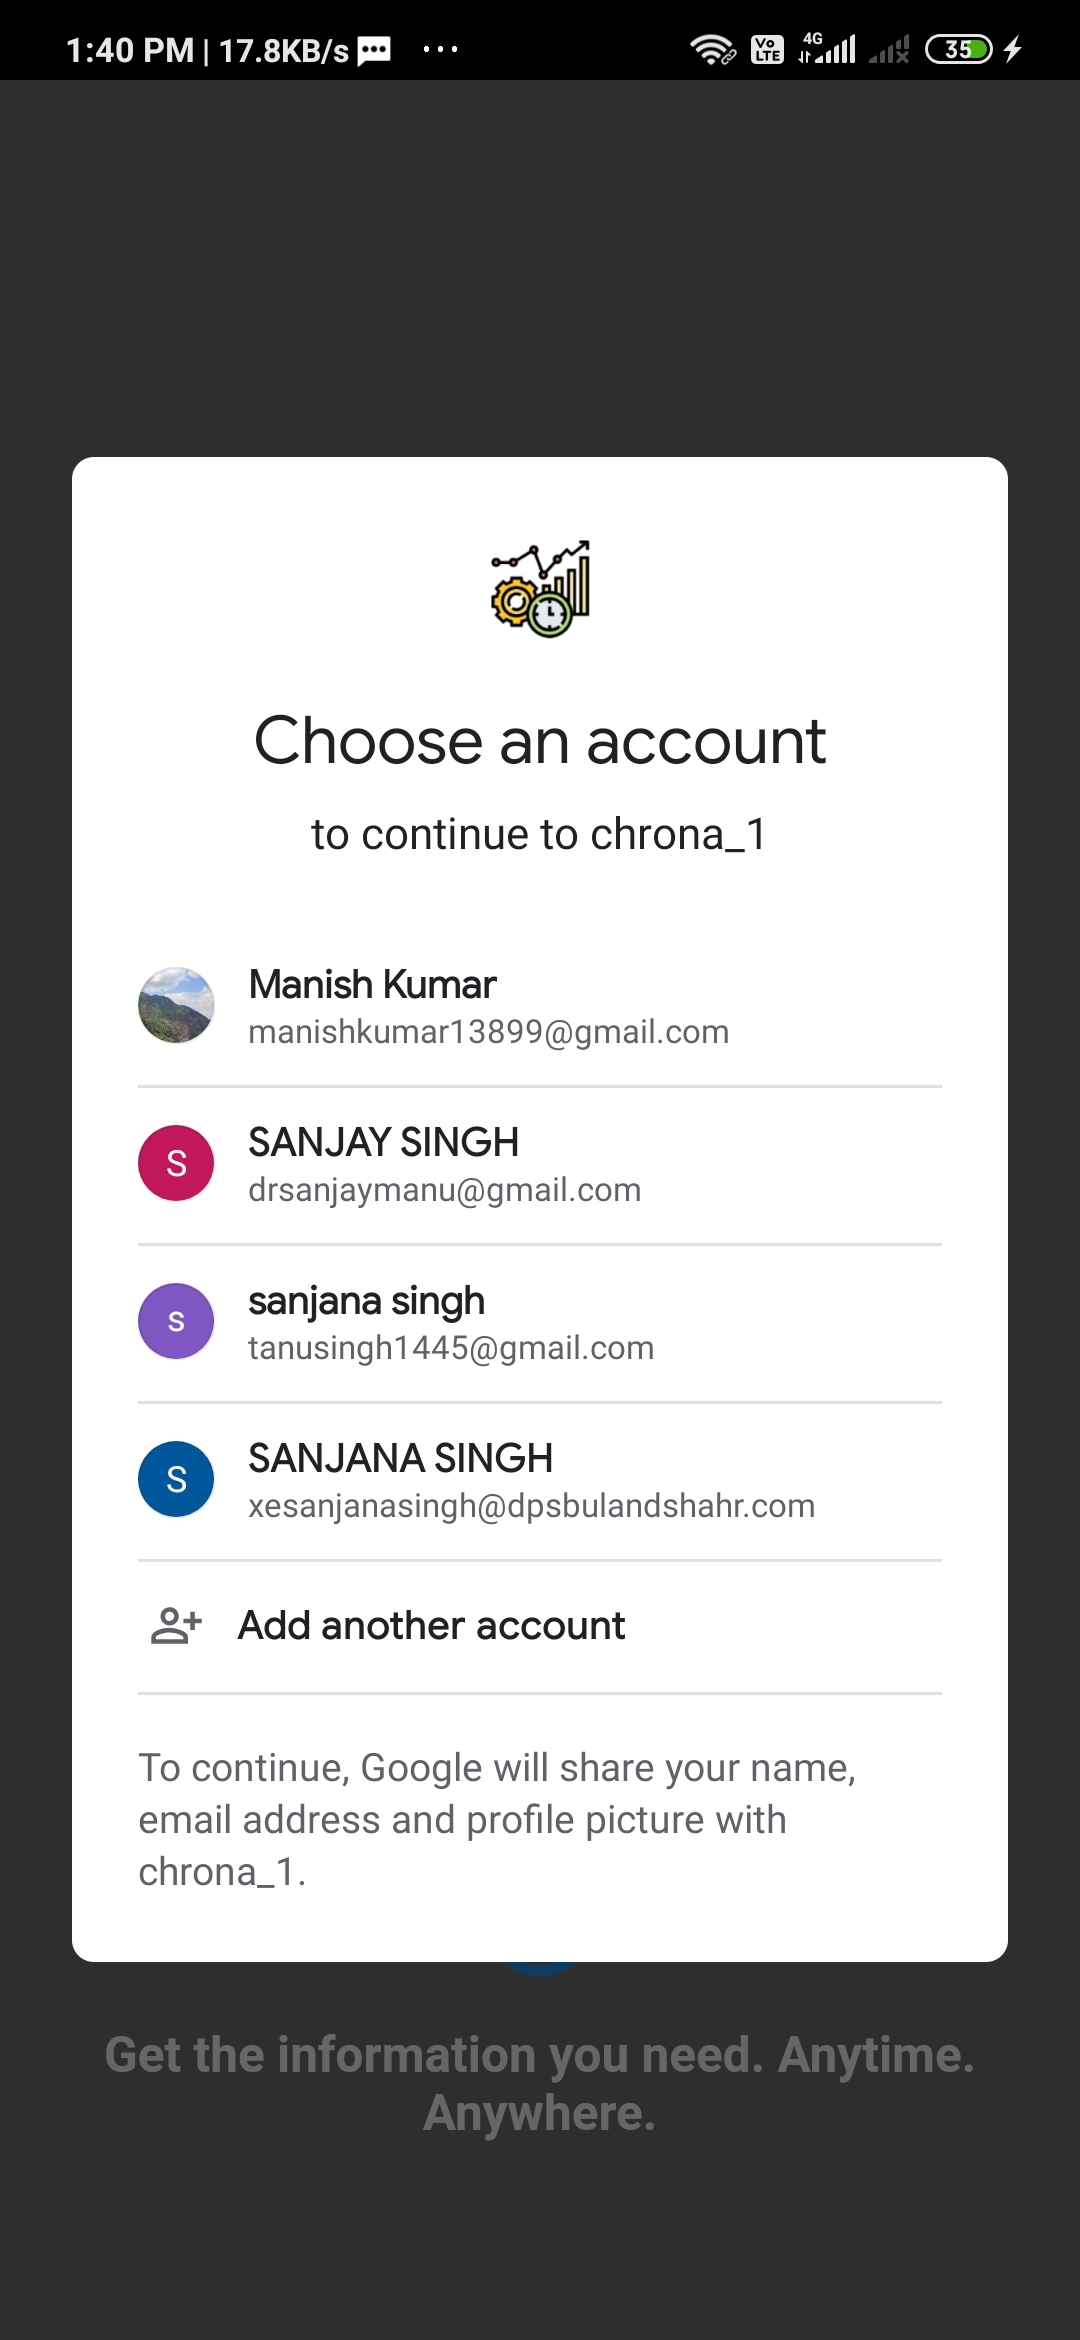 1:40 PM | 17.8KB/s
Vo LTE 4G 35
Choose an account
to continue to chrona_1
Manish Kumar
manishkumar13899@gmail.com
S SANJAY SINGH
drsanjaymanu@gmail.com
s sanjana singh
tanusingh1445@gmail.com
S SANJANA SINGH
xesanjanasingh@dpsbulandshahr.com
Add another account
To continue, Google will share your name,
email address and profile picture with
chrona_1.
Get the information you need. Anytime.
Anywhere.